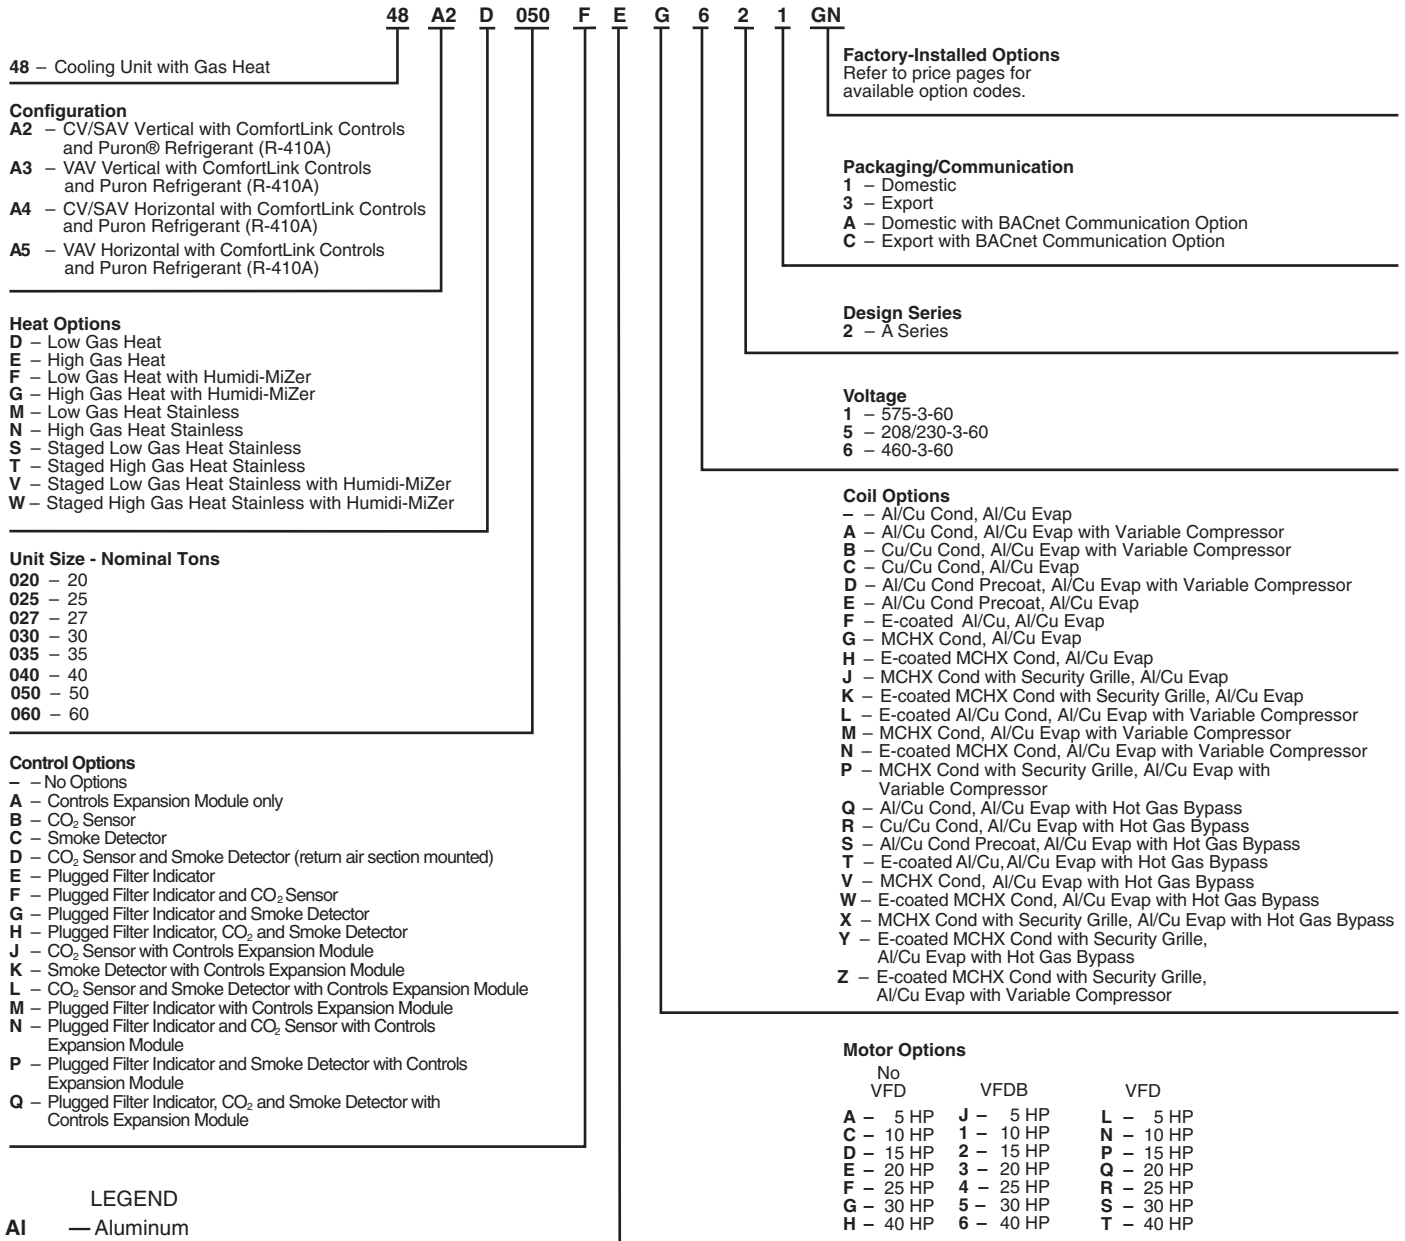 48 A2 D 050 F E G 6 2 1 GN
48 – Cooling Unit with Gas Heat
Configuration
A2 – CV/SAV Vertical with ComfortLink Controls
and Puron® Refrigerant (R-410A)
A3 – VAV Vertical with ComfortLink Controls
and Puron Refrigerant (R-410A)
A4 – CV/SAV Horizontal with ComfortLink Controls
and Puron Refrigerant (R-410A)
A5 – VAV Horizontal with ComfortLink Controls
and Puron Refrigerant (R-410A)
Heat Options
D – Low Gas Heat
E – High Gas Heat
F – Low Gas Heat with Humidi-MiZer
G – High Gas Heat with Humidi-MiZer
M – Low Gas Heat Stainless
N – High Gas Heat Stainless
S – Staged Low Gas Heat Stainless
T – Staged High Gas Heat Stainless
V – Staged Low Gas Heat Stainless with Humidi-MiZer
W – Staged High Gas Heat Stainless with Humidi-MiZer
Unit Size - Nominal Tons
020 – 20
025 – 25
027 – 27
030 – 30
035 – 35
040 – 40
050 – 50
060 – 60
Control Options
– – No Options
A – Controls Expansion Module only
B – CO₂ Sensor
C – Smoke Detector
D – CO₂ Sensor and Smoke Detector (return air section mounted)
E – Plugged Filter Indicator
F – Plugged Filter Indicator and CO₂ Sensor
G – Plugged Filter Indicator and Smoke Detector
H – Plugged Filter Indicator, CO₂ and Smoke Detector
J – CO₂ Sensor with Controls Expansion Module
K – Smoke Detector with Controls Expansion Module
L – CO₂ Sensor and Smoke Detector with Controls Expansion Module
M – Plugged Filter Indicator with Controls Expansion Module
N – Plugged Filter Indicator and CO₂ Sensor with Controls
Expansion Module
P – Plugged Filter Indicator and Smoke Detector with Controls
Expansion Module
Q – Plugged Filter Indicator, CO₂ and Smoke Detector with
Controls Expansion Module
LEGEND
Al — Aluminum
Factory-Installed Options
Refer to price pages for
available option codes.
Packaging/Communication
1 – Domestic
3 – Export
A – Domestic with BACnet Communication Option
C – Export with BACnet Communication Option
Design Series
2 – A Series
Voltage
1 – 575-3-60
5 – 208/230-3-60
6 – 460-3-60
Coil Options
– – Al/Cu Cond, Al/Cu Evap
A – Al/Cu Cond, Al/Cu Evap with Variable Compressor
B – Cu/Cu Cond, Al/Cu Evap with Variable Compressor
C – Cu/Cu Cond, Al/Cu Evap
D – Al/Cu Cond Precoat, Al/Cu Evap with Variable Compressor
E – Al/Cu Cond Precoat, Al/Cu Evap
F – E-coated Al/Cu, Al/Cu Evap
G – MCHX Cond, Al/Cu Evap
H – E-coated MCHX Cond, Al/Cu Evap
J – MCHX Cond with Security Grille, Al/Cu Evap
K – E-coated MCHX Cond with Security Grille, Al/Cu Evap
L – E-coated Al/Cu Cond, Al/Cu Evap with Variable Compressor
M – MCHX Cond, Al/Cu Evap with Variable Compressor
N – E-coated MCHX Cond, Al/Cu Evap with Variable Compressor
P – MCHX Cond with Security Grille, Al/Cu Evap with
Variable Compressor
Q – Al/Cu Cond, Al/Cu Evap with Hot Gas Bypass
R – Cu/Cu Cond, Al/Cu Evap with Hot Gas Bypass
S – Al/Cu Cond Precoat, Al/Cu Evap with Hot Gas Bypass
T – E-coated Al/Cu, Al/Cu Evap with Hot Gas Bypass
V – MCHX Cond, Al/Cu Evap with Hot Gas Bypass
W – E-coated MCHX Cond, Al/Cu Evap with Hot Gas Bypass
X – MCHX Cond with Security Grille, Al/Cu Evap with Hot Gas Bypass
Y – E-coated MCHX Cond with Security Grille,
Al/Cu Evap with Hot Gas Bypass
Z – E-coated MCHX Cond with Security Grille,
Al/Cu Evap with Variable Compressor
Motor Options
No
VFD VFDB VFD
A – 5 HP J – 5 HP L – 5 HP
C – 10 HP 1 – 10 HP N – 10 HP
D – 15 HP 2 – 15 HP P – 15 HP
E – 20 HP 3 – 20 HP Q – 20 HP
F – 25 HP 4 – 25 HP R – 25 HP
G – 30 HP 5 – 30 HP S – 30 HP
H – 40 HP 6 – 40 HP T – 40 HP